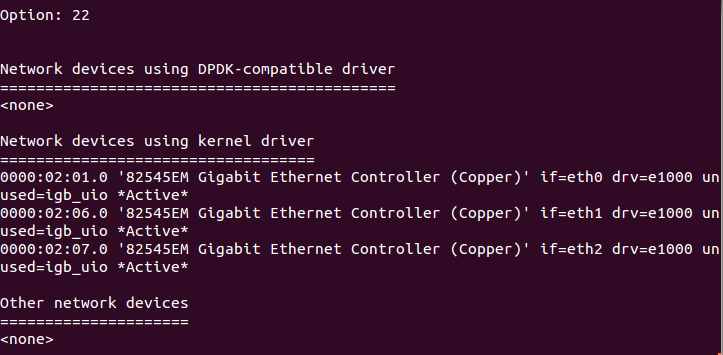 Option: 22
Network devices using DPDK-compatible driver
============================================
<none>
Network devices using kernel driver
===================================
0000:02:01.0 '82545EM Gigabit Ethernet Controller (Copper)' if=eth0 drv=e1000 un
used=igb_uio *Active*
0000:02:06.0 '82545EM Gigabit Ethernet Controller (Copper)' if=eth1 drv=e1000 un
used=igb_uio *Active*
0000:02:07.0 '82545EM Gigabit Ethernet Controller (Copper)' if=eth2 drv=e1000 un
used=igb_uio *Active*
Other network devices
=====================
<none>